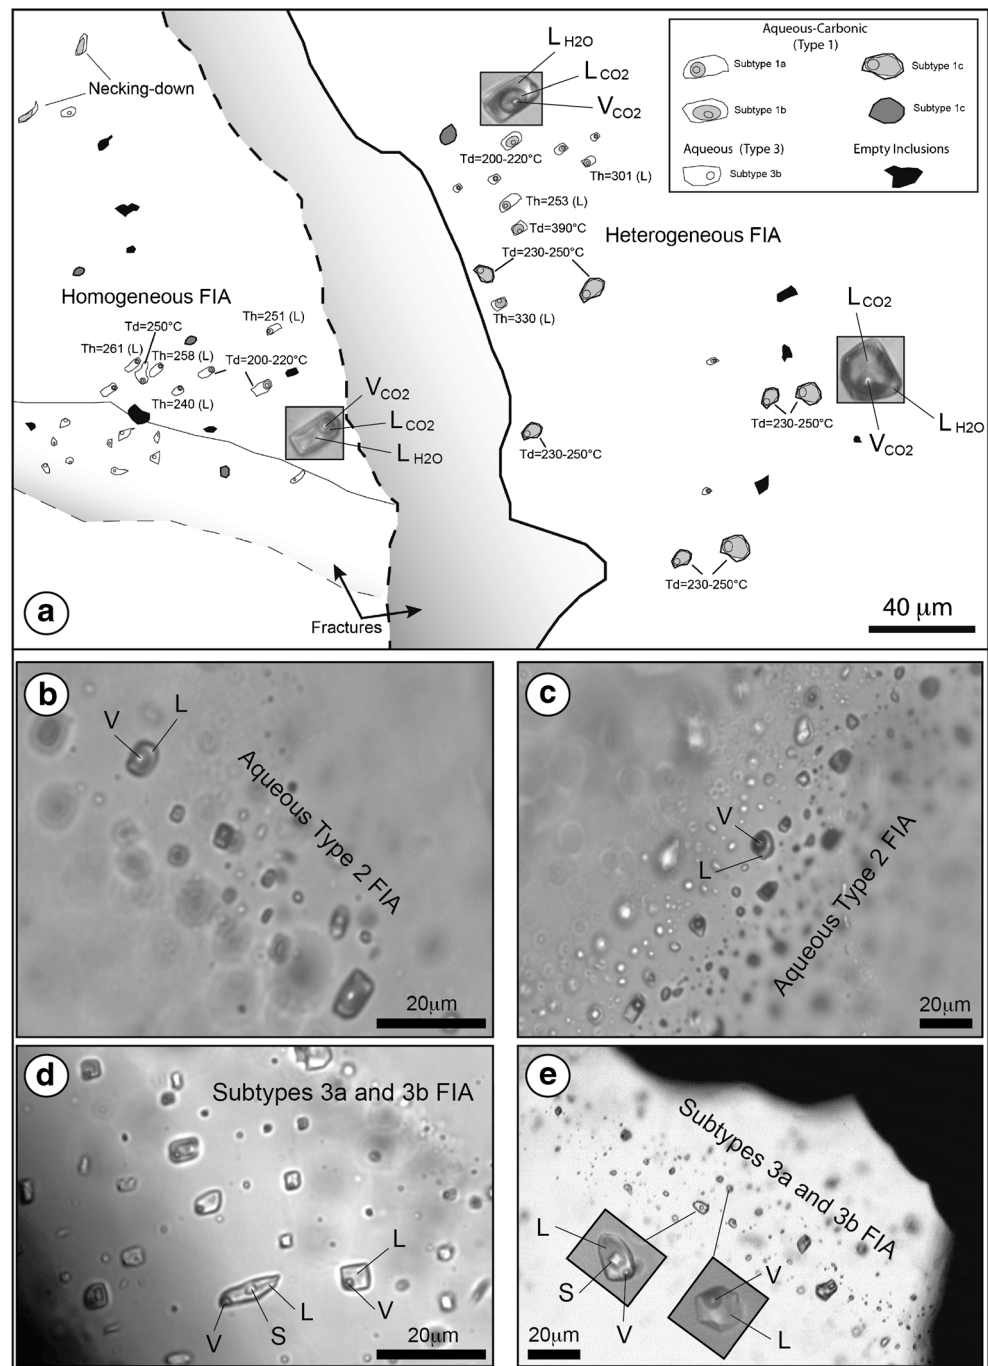 L H2O
L CO2
V CO2
Aqueous-Carbonic
(Type 1)
Subtype 1a
Subtype 1c
Subtype 1b
Subtype 1c
Aqueous (Type 3)
Empty Inclusions
Subtype 3b
Necking-down
Td=200-220°C
Th=301 (L)
Th=253 (L)
Td=390°C
Heterogeneous FIA
Td=230-250°C
Th=330 (L)
Homogeneous FIA
Th=251 (L)
Td=250°C
Th=261 (L)
Th=258 (L)
Td=200-220°C
Th=240 (L)
V CO2
L CO2
L H2O
L CO2
L H2O
V CO2
Td=230-250°C
Td=230-250°C
Td=230-250°C
Fractures
a
40 µm
b
V
L
Aqueous Type 2 FIA
20µm
c
V
L
Aqueous Type 2 FIA
20µm
d
Subtypes 3a and 3b FIA
L
V
S
L
V
20µm
e
Subtypes 3a and 3b FIA
L
S
V
V
L
20µm